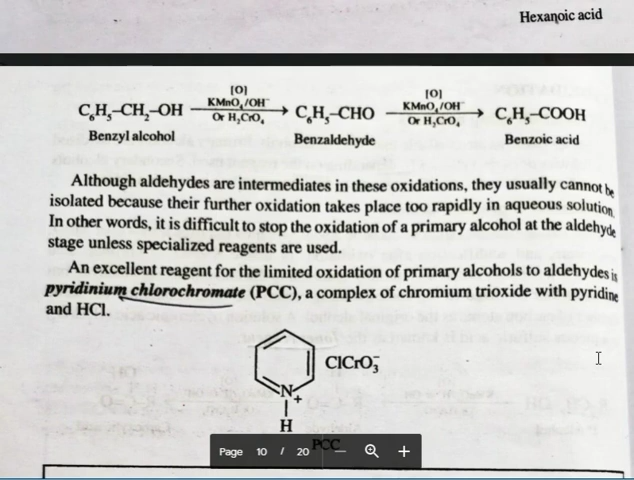 Hexanoic acid
[O] [O]
C₆H₅–CH₂–OH KMnO₄/OH⁻ C₆H₅–CHO KMnO₄/OH⁻ C₆H₅–COOH
Or H₂CrO₄ Or H₂CrO₄
Benzyl alcohol Benzaldehyde Benzoic acid
Although aldehydes are intermediates in these oxidations, they usually cannot be
isolated because their further oxidation takes place too rapidly in aqueous solution.
In other words, it is difficult to stop the oxidation of a primary alcohol at the aldehyde
stage unless specialized reagents are used.
An excellent reagent for the limited oxidation of primary alcohols to aldehydes is
pyridinium chlorochromate (PCC), a complex of chromium trioxide with pyridine
and HCl.
ClCrO₃⁻
N⁺
H
PCC
Page 10 / 20 — +